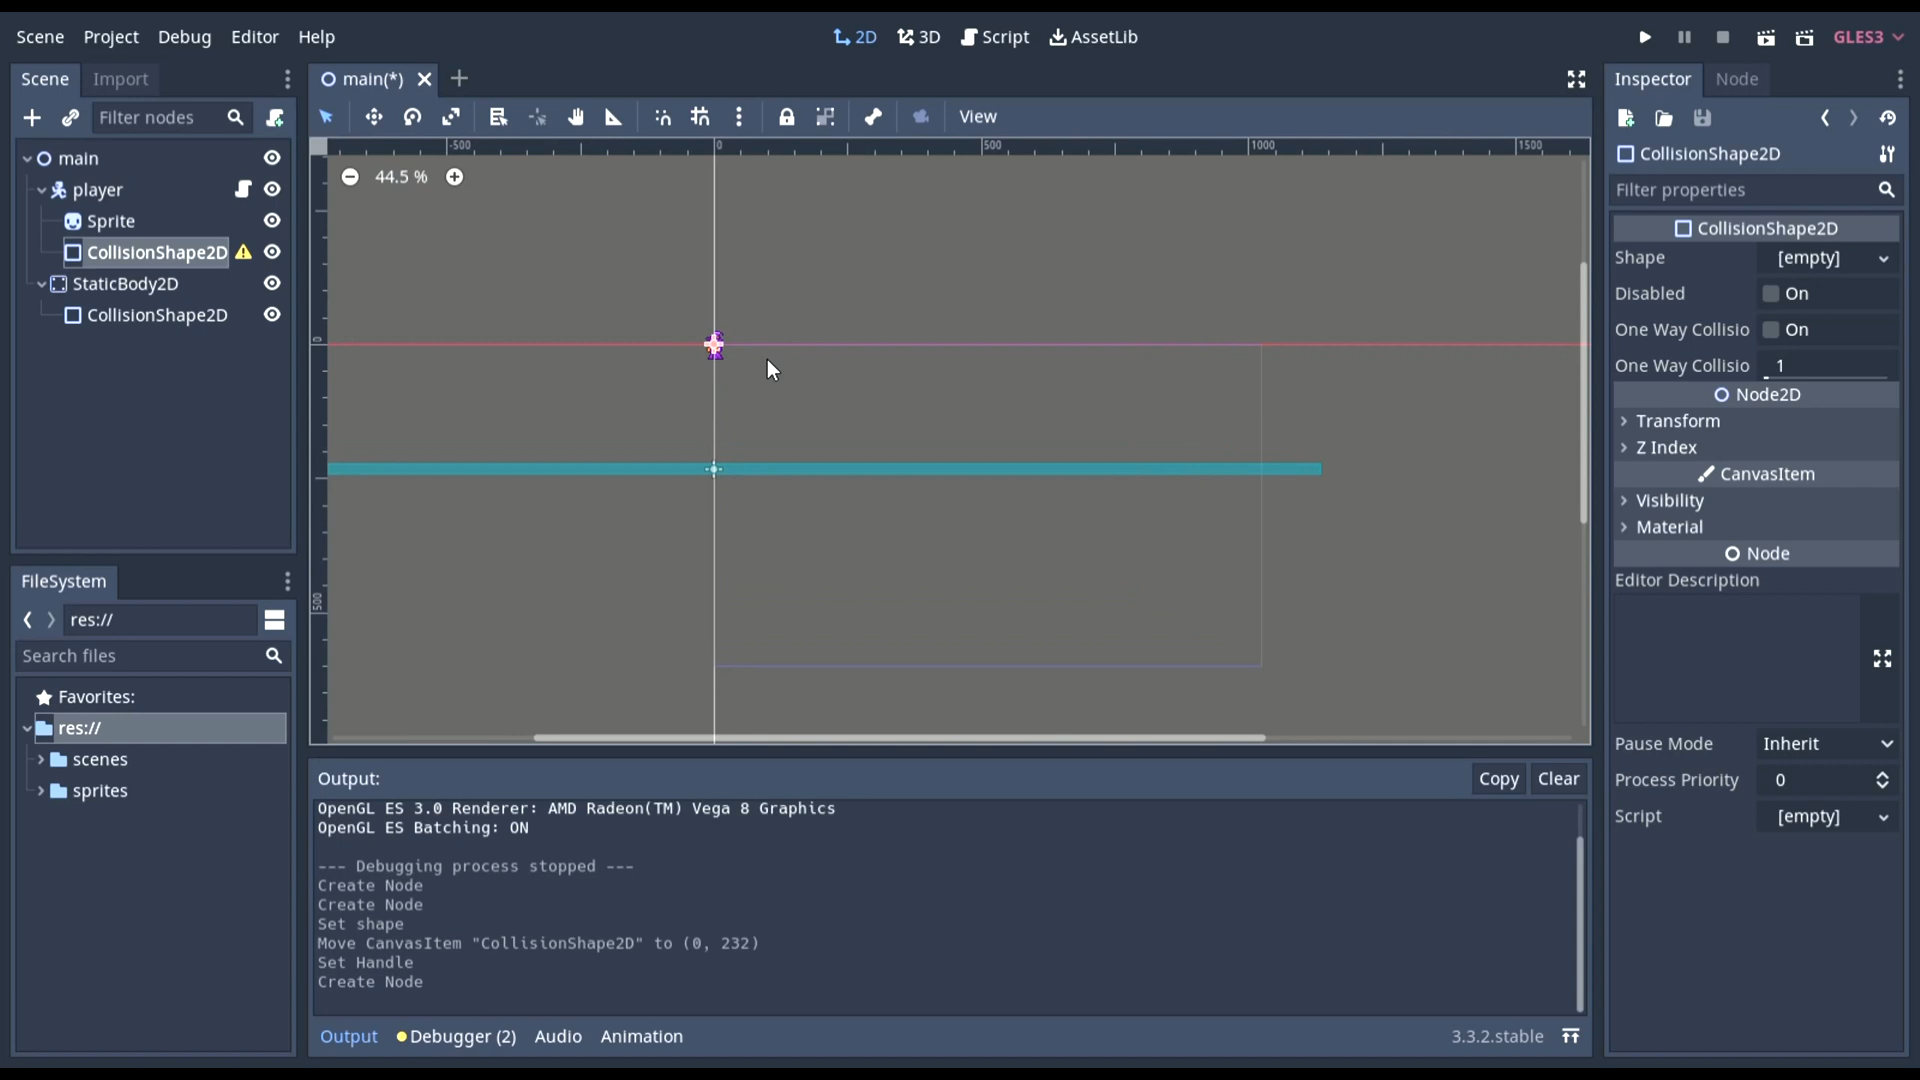 Scene Project Debug Editor Help
2D 3D Script AssetLib
GLES3
Scene Import
Filter nodes
main
player
Sprite
CollisionShape2D
StaticBody2D
CollisionShape2D
FileSystem
res://
Search files
Favorites:
res://
scenes
sprites
main(*)
View
-500 0 500 1000 1500
44.5 %
0
500
Output:
Copy Clear
OpenGL ES 3.0 Renderer: AMD Radeon(TM) Vega 8 Graphics
OpenGL ES Batching: ON
--- Debugging process stopped ---
Create Node
Create Node
Set shape
Move CanvasItem "CollisionShape2D" to (0, 232)
Set Handle
Create Node
Output Debugger (2) Audio Animation
3.3.2.stable
Inspector Node
CollisionShape2D
Filter properties
CollisionShape2D
Shape [empty]
Disabled On
One Way Collisio On
One Way Collisio 1
Node2D
Transform
Z Index
CanvasItem
Visibility
Material
Node
Editor Description
Pause Mode Inherit
Process Priority 0
Script [empty]